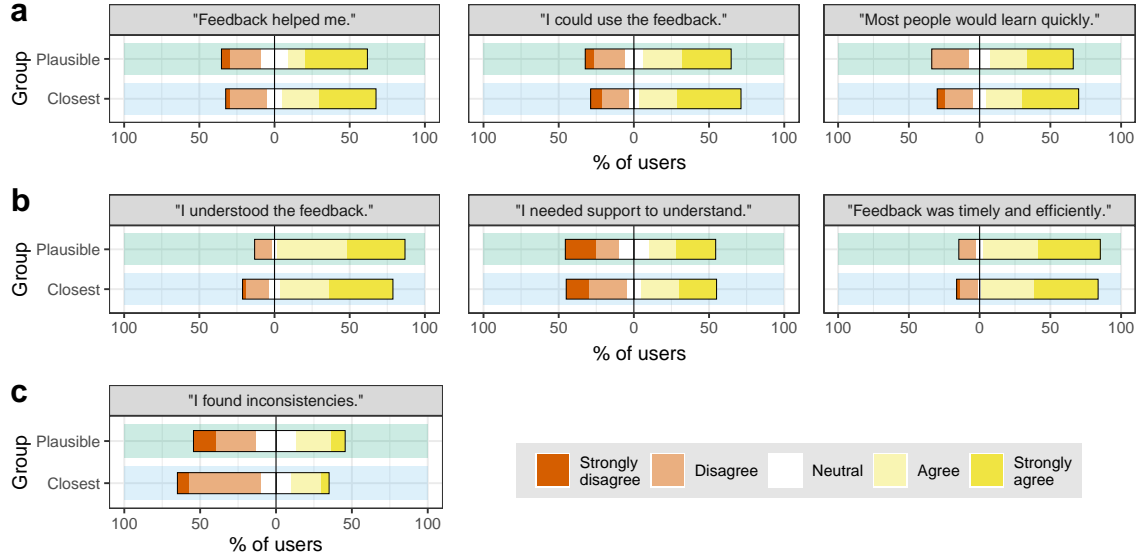 a
"Feedback helped me."
"I could use the feedback."
"Most people would learn quickly."
Group
Plausible
Closest
100 50 0 50 100
100 50 0 50 100
100 50 0 50 100
% of users
b
"I understood the feedback."
"I needed support to understand."
"Feedback was timely and efficiently."
Group
Plausible
Closest
100 50 0 50 100
100 50 0 50 100
100 50 0 50 100
% of users
c
"I found inconsistencies."
Group
Plausible
Closest
100 50 0 50 100
% of users
Strongly
disagree
Disagree
Neutral
Agree
Strongly
agree